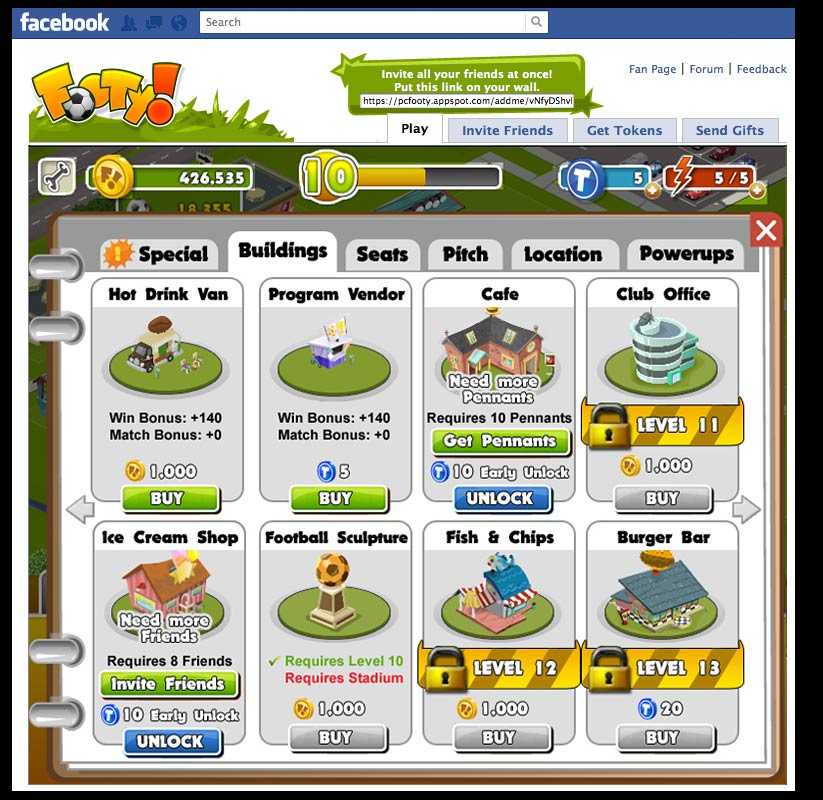 facebook
Search
FOOTY!
Invite all your friends at once!
Put this link on your wall.
https://pcfooty.appspot.com/addme/vNfyDShvl
Fan Page | Forum | Feedback
Play
Invite Friends
Get Tokens
Send Gifts
426,535
10
T
5
5 / 5
18,355
Special
Buildings
Seats
Pitch
Location
Powerups
Hot Drink Van
Win Bonus: +140
Match Bonus: +0
1,000
BUY
Program Vendor
Win Bonus: +140
Match Bonus: +0
T 5
BUY
Cafe
Need more
Pennants
Requires 10 Pennants
Get Pennants
T 10 Early Unlock
UNLOCK
Club Office
LEVEL 11
1,000
BUY
Ice Cream Shop
Need more
Friends
Requires 8 Friends
Invite Friends
T 10 Early Unlock
UNLOCK
Football Sculpture
Requires Level 10
Requires Stadium
1,000
BUY
Fish & Chips
LEVEL 12
1,000
BUY
Burger Bar
LEVEL 13
T 20
BUY